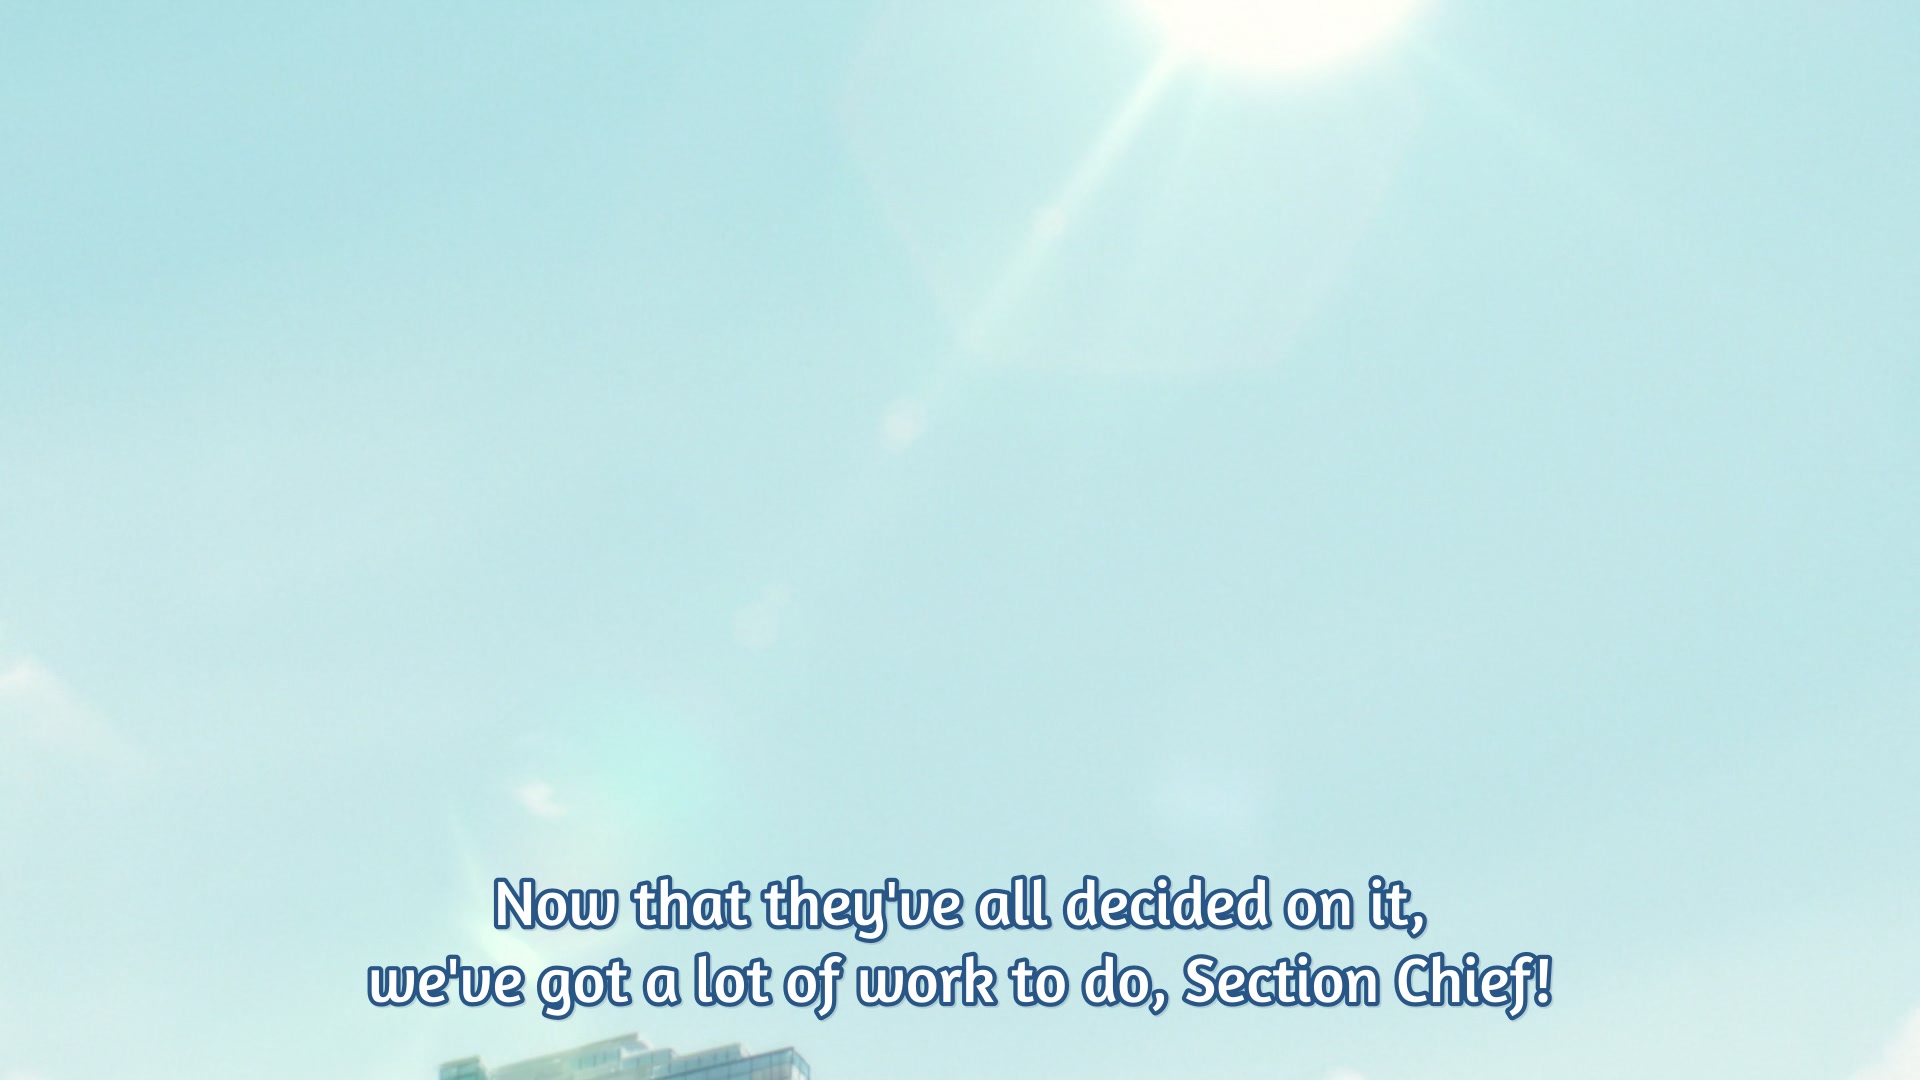 Now that they've all decided on it,
we've got a lot of work to do, Section Chief!